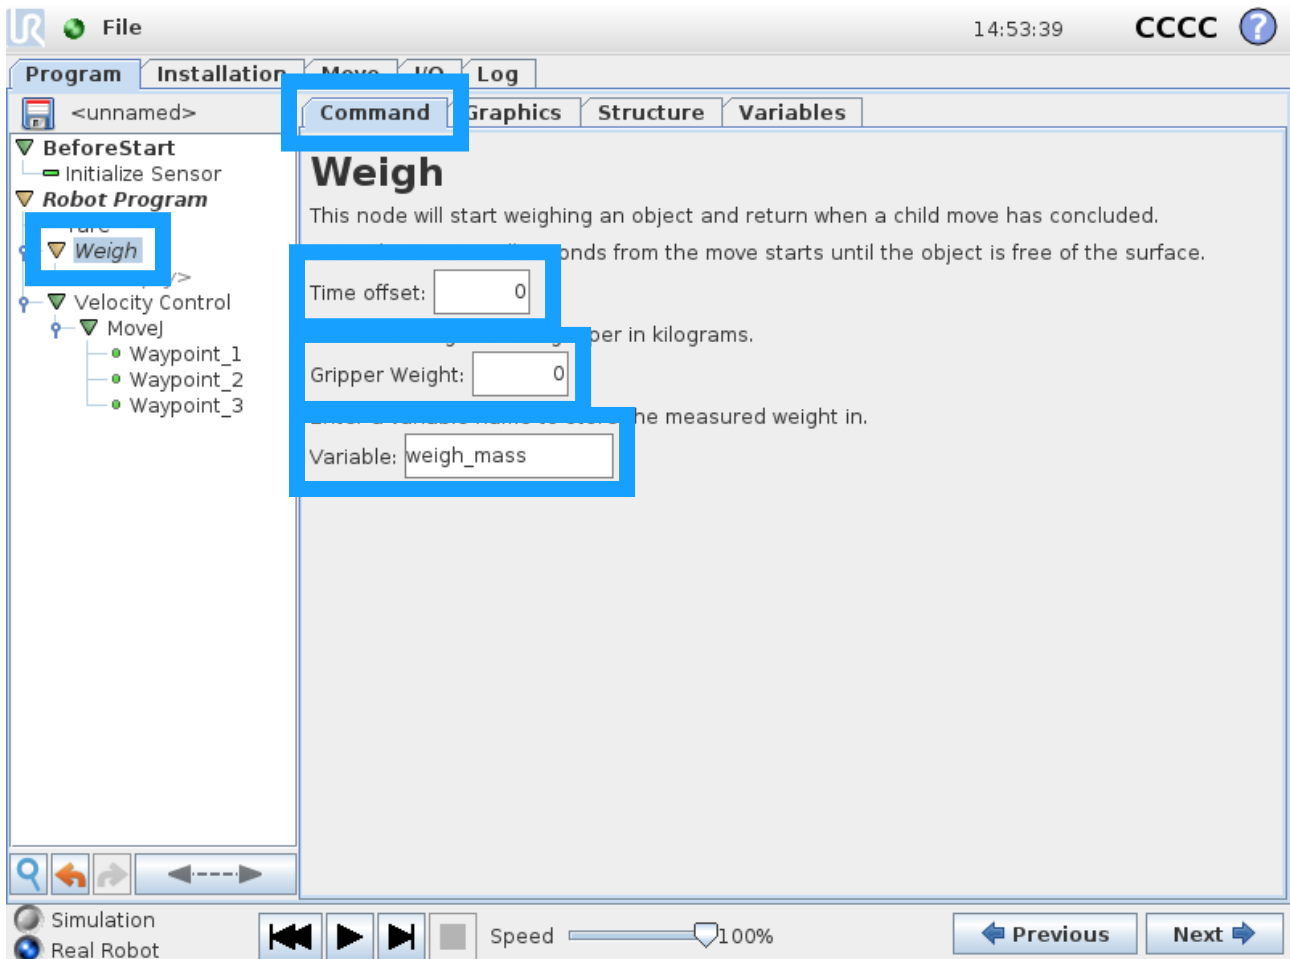 UR File 14:53:39 CCCC ?
Program Installation Move I/O Log
<unnamed> Command Graphics Structure Variables
BeforeStart
Initialize Sensor
Robot Program
Weigh
Velocity Control
MoveJ
Waypoint_1
Waypoint_2
Waypoint_3
Weigh
This node will start weighing an object and return when a child move has concluded.
from the move starts until the object is free of the surface.
Time offset: 0
in kilograms.
Gripper Weight: 0
measured weight in.
Variable: weigh_mass
Simulation
Real Robot
Speed 100%
Previous Next